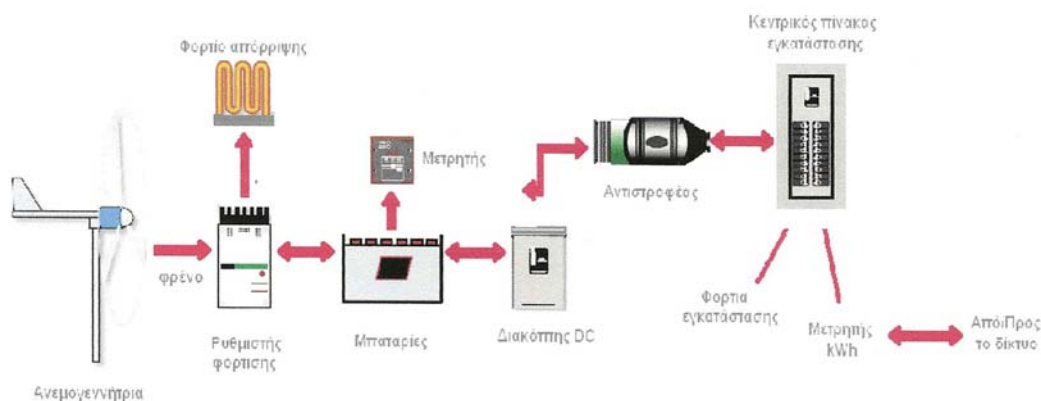 Φορτίο απόρριψης
Κεντρικός πίνακας
εγκατάστασης
Μετρητής
Αντιστροφέας
φρένο
Ρυθμιστής
φόρτισης
Μπαταρίες
Διακόπτης DC
Φορτια
εγκατάστασης
Μετρητής
kWh
Από/Προς
το δίκτυο
Ανεμογεννήτρια